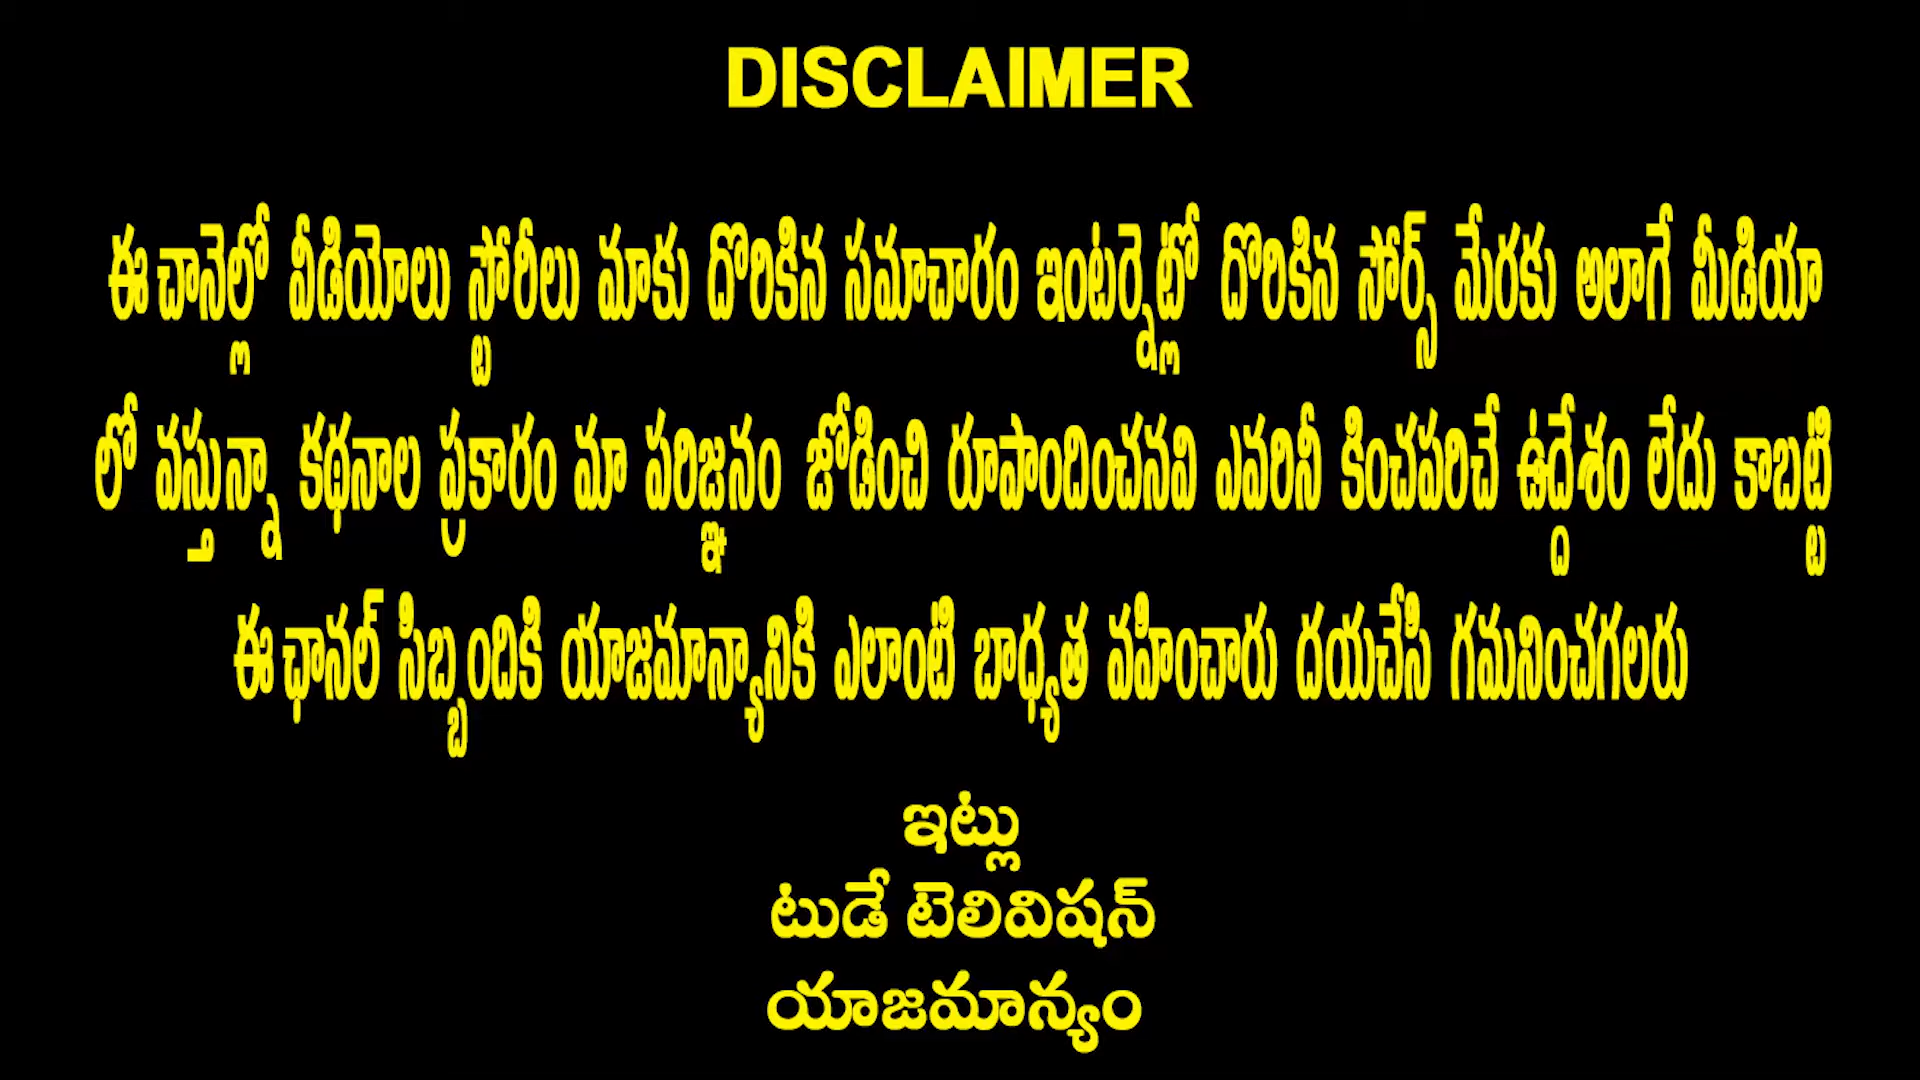 DISCLAIMER
ఈ చానెల్లో వీడియోలు స్టోరీలు మాకు దొరికిన సమాచారం ఇంటర్నెట్లో దొరికిన సోర్స్ మేరకు అలాగే మీడియా
లో వస్తున్నా కథనాల ప్రకారం మా పరిజ్ఞనం జోడించి రూపొందించనవి ఎవరినీ కించపరిచే ఉద్దేశం లేదు కాబట్టి
ఈ ఛానల్ సిబ్బందికి యాజమాన్యానికి ఎలాంటి బాధ్యత వహించారు దయచేసి గమనించగలరు
ఇట్లు
టుడే టెలివిషన్
యాజమాన్యం